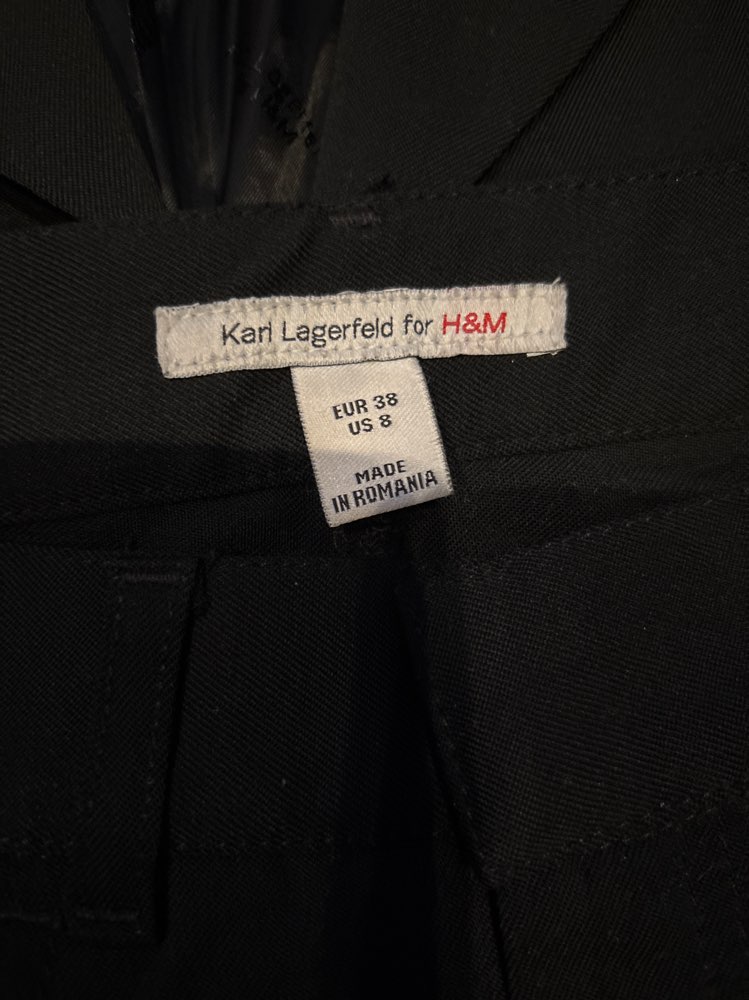 Karl Lagerfeld for H&M
EUR 38
US 8
MADE
IN ROMANIA